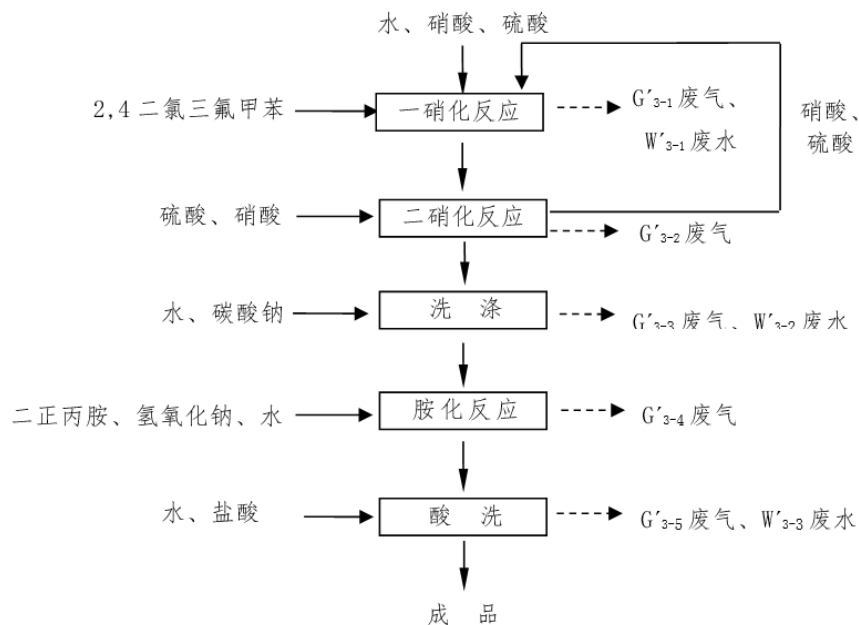 水、硝酸、硫酸
2,4二氯三氟甲苯
一硝化反应
G′3-1废气、
W′3-1废水
硝酸、
硫酸
硫酸、硝酸
二硝化反应
G′3-2废气
水、碳酸钠
洗 涤
G′3-3废气、W′3-2废水
二正丙胺、氢氧化钠、水
胺化反应
G′3-4废气
水、盐酸
酸 洗
G′3-5废气、W′3-3废水
成 品